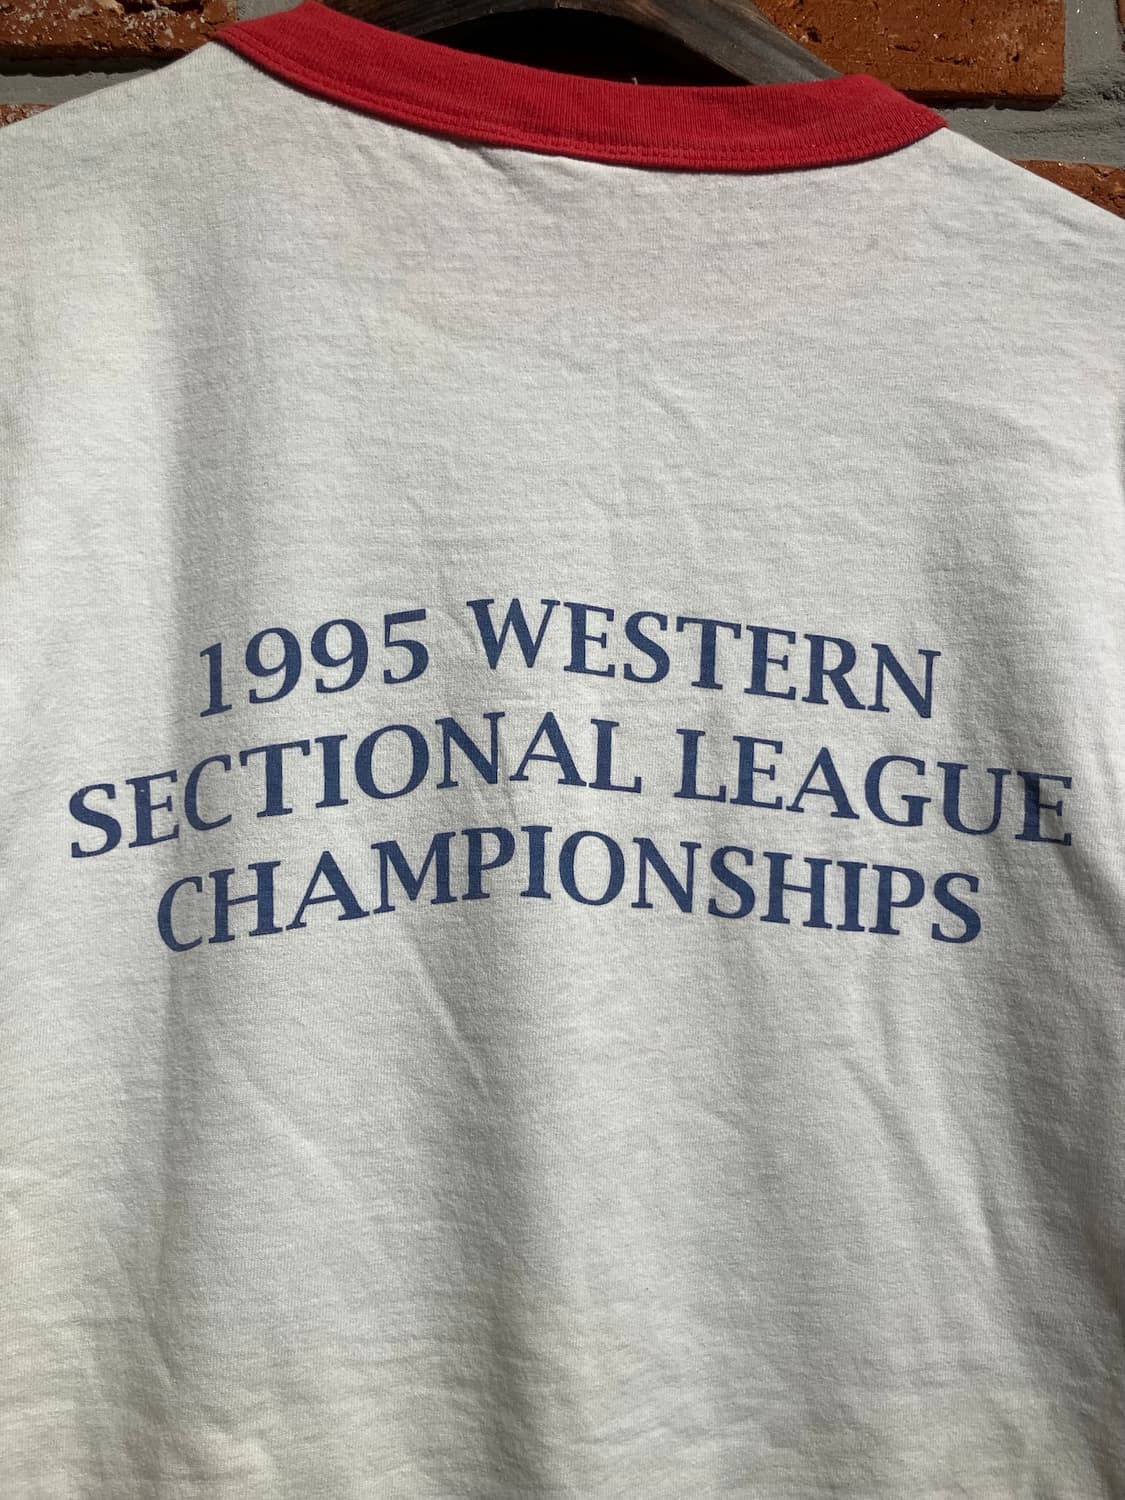 1995 WESTERN
SECTIONAL LEAGUE
CHAMPIONSHIPS